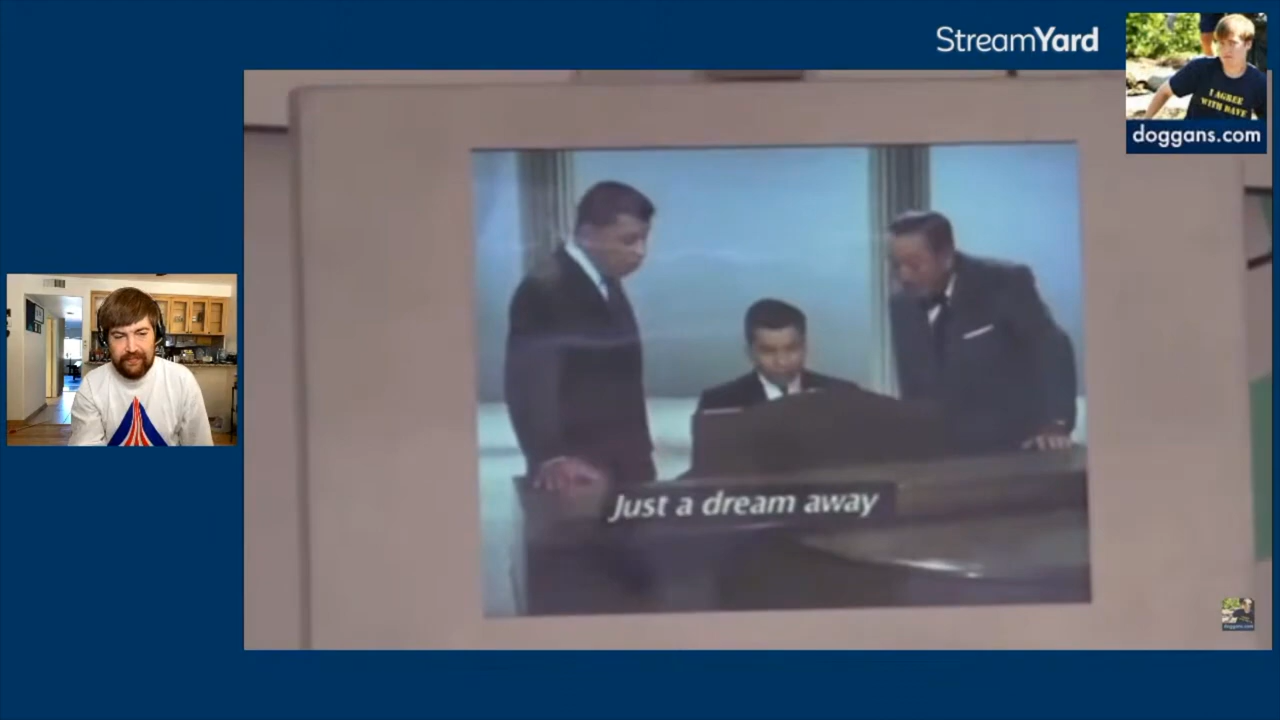 StreamYard
I AGREE
WITH DAVE
doggans.com
Just a dream away